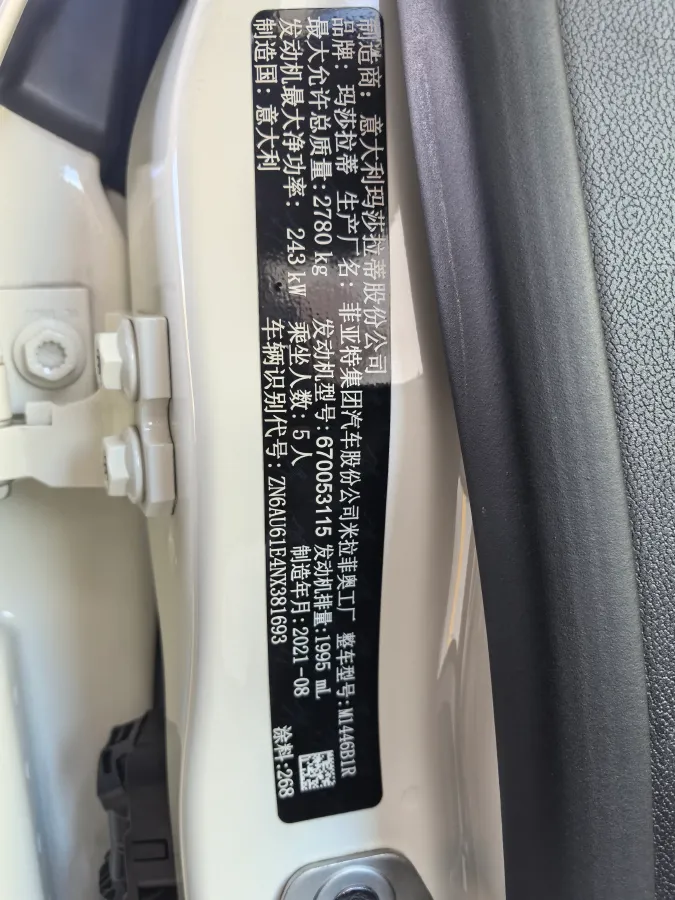 制造商：意大利玛莎拉蒂股份公司
品牌：玛莎拉蒂 生产厂名：菲亚特集团汽车股份公司米拉菲奥工厂 整车型号:M1446B1R
最大允许总质量:2780 kg 发动机型号:670053115 发动机排量:1995 mL
发动机最大净功率: 243 kW 乘坐人数: 5 人 制造年月:2021-08
制造国：意大利 车辆识别代号: ZN6AU61E4NX381693 涂料:268